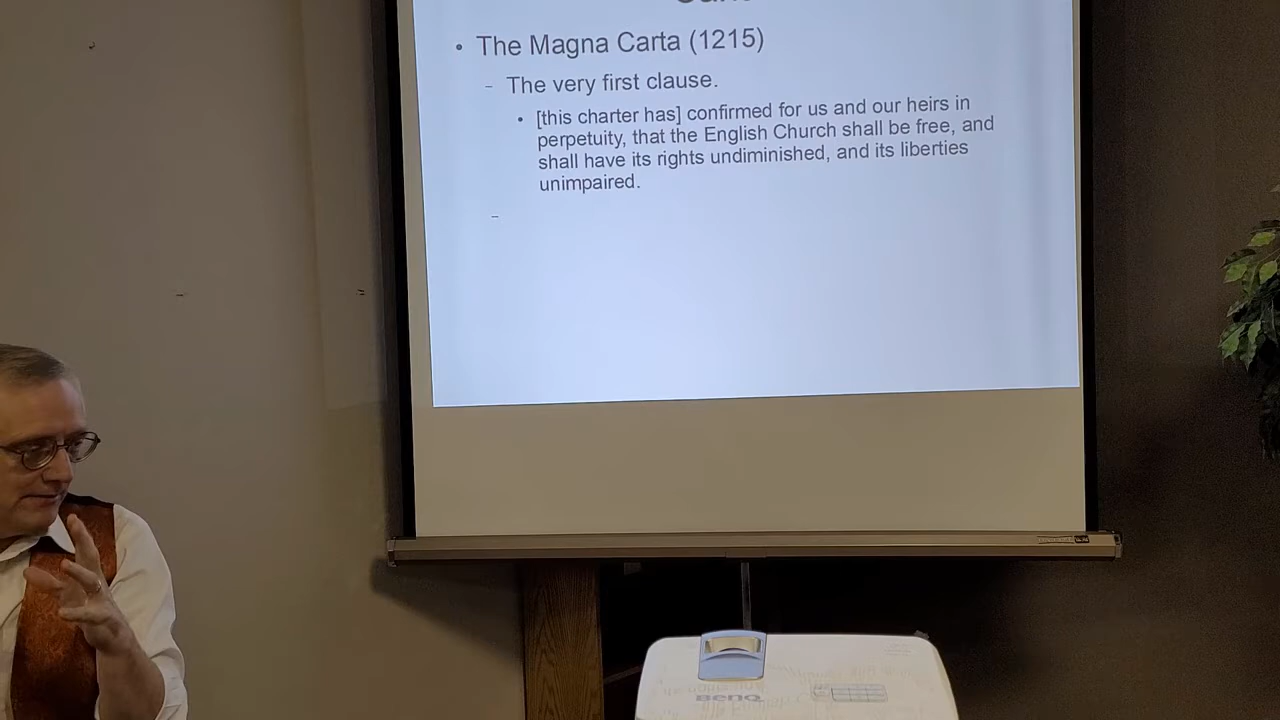 • The Magna Carta (1215)
– The very first clause.
• [this charter has] confirmed for us and our heirs in
perpetuity, that the English Church shall be free, and
shall have its rights undiminished, and its liberties
unimpaired.
–
BenQ